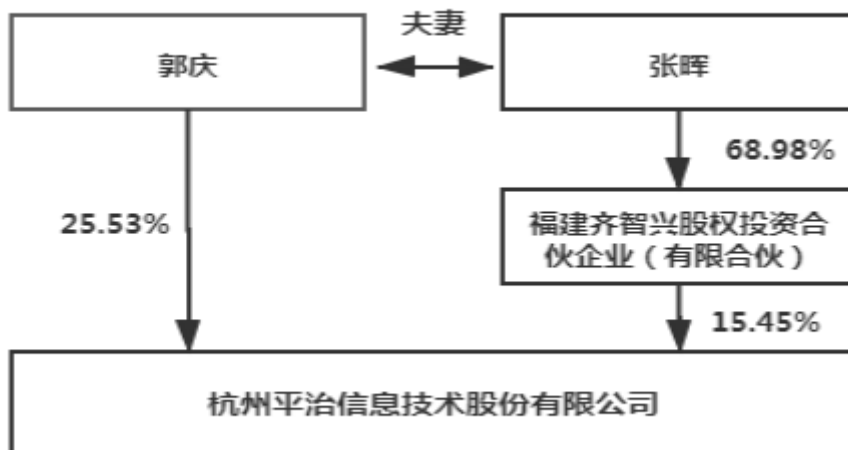 夫妻
郭庆
张晖
68.98%
25.53%
福建齐智兴股权投资合
伙企业（有限合伙）
15.45%
杭州平治信息技术股份有限公司